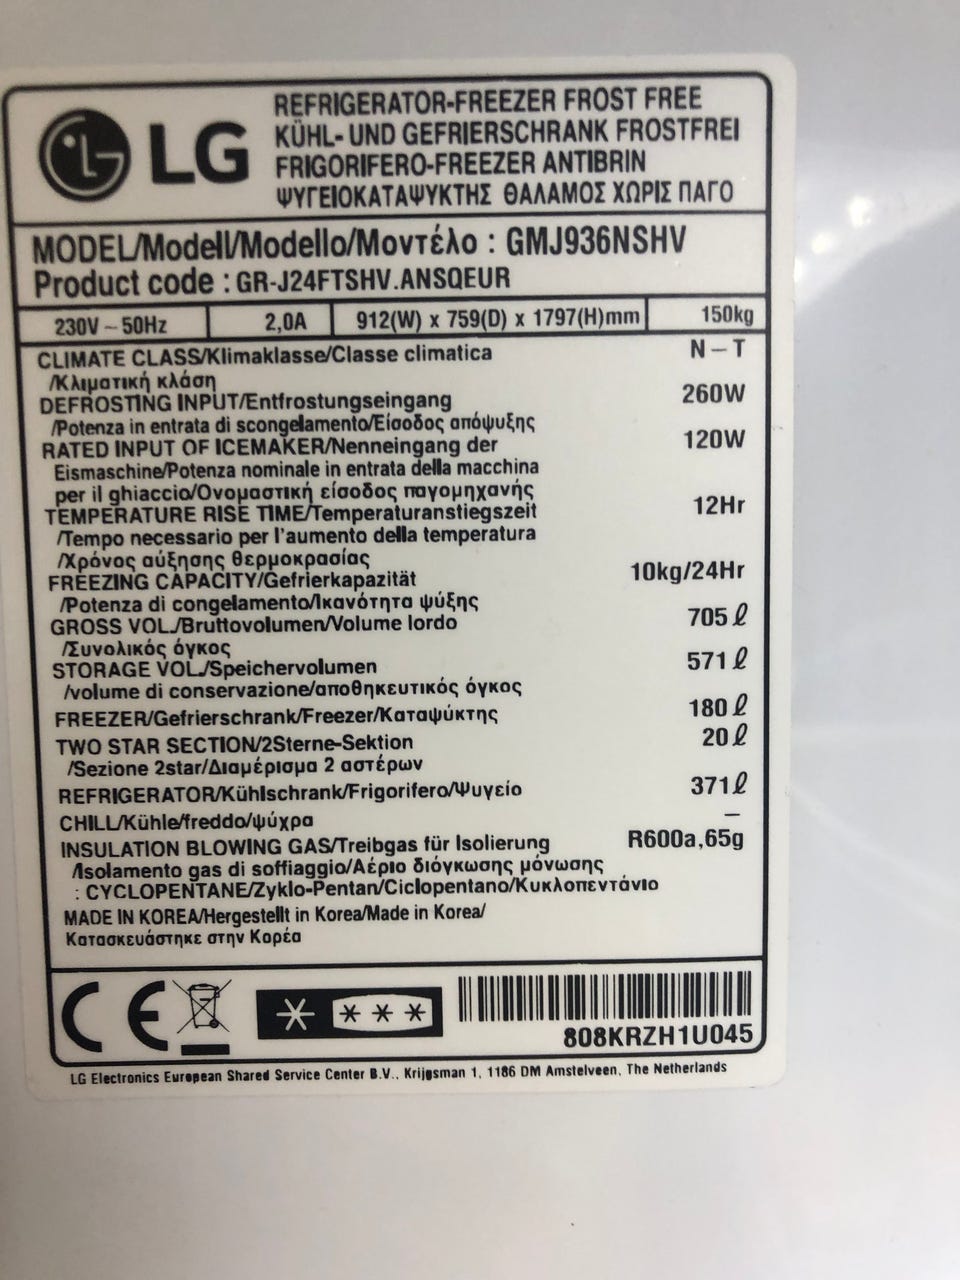 LG
REFRIGERATOR-FREEZER FROST FREE
KÜHL- UND GEFRIERSCHRANK FROSTFREI
FRIGORIFERO-FREEZER ANTIBRIN
ΨΥΓΕΙΟΚΑΤΑΨΥΚΤΗΣ ΘΑΛΑΜΟΣ ΧΩΡΙΣ ΠΑΓΟ
MODEL/Modell/Modello/Μοντέλο : GMJ936NSHV
Product code : GR-J24FTSHV.ANSQEUR
230V ~ 50Hz 2,0A 912(W) x 759(D) x 1797(H)mm 150kg
CLIMATE CLASS/Klimaklasse/Classe climatica N – T
/Κλιματική κλάση
DEFROSTING INPUT/Entfrostungseingang 260W
/Potenza in entrata di scongelamento/Είσοδος απόψυξης
RATED INPUT OF ICEMAKER/Nenneingang der 120W
Eismaschine/Potenza nominale in entrata della macchina
per il ghiaccio/Ονομαστική είσοδος παγομηχανής
TEMPERATURE RISE TIME/Temperaturanstiegszeit 12Hr
/Tempo necessario per l'aumento della temperatura
/Χρόνος αύξησης θερμοκρασίας
FREEZING CAPACITY/Gefrierkapazität 10kg/24Hr
/Potenza di congelamento/Ικανότητα ψύξης
GROSS VOL./Bruttovolumen/Volume lordo 705 ℓ
/Συνολικός όγκος
STORAGE VOL./Speichervolumen 571 ℓ
/volume di conservazione/αποθηκευτικός όγκος
FREEZER/Gefrierschrank/Freezer/Καταψύκτης 180 ℓ
TWO STAR SECTION/2Sterne-Sektion 20 ℓ
/Sezione 2star/Διαμέρισμα 2 αστέρων
REFRIGERATOR/Kühlschrank/Frigorifero/Ψυγείο 371 ℓ
CHILL/Kühle/freddo/ψύχρα –
INSULATION BLOWING GAS/Treibgas für Isolierung R600a,65g
/Isolamento gas di soffiaggio/Αέριο διόγκωσης μόνωσης
: CYCLOPENTANE/Zyklo-Pentan/Ciclopentano/Κυκλοπεντάνιο
MADE IN KOREA/Hergestellt in Korea/Made in Korea/
Κατασκευάστηκε στην Κορέα
CE
808KRZH1U045
LG Electronics European Shared Service Center B.V., Krijgsman 1, 1186 DM Amstelveen, The Netherlands